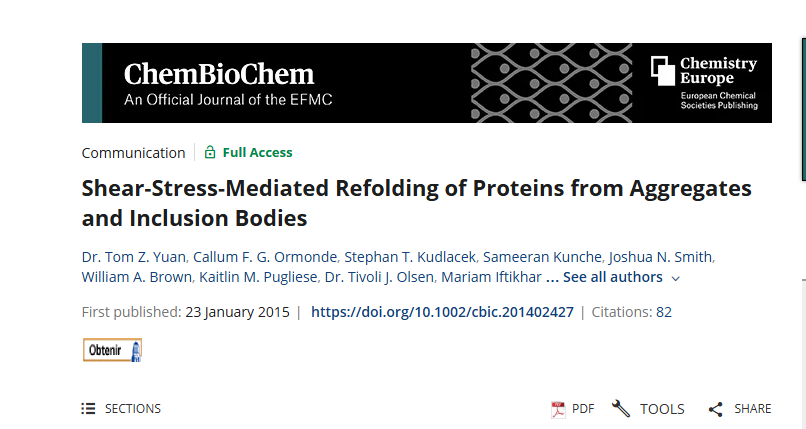 ChemBioChem
An Official Journal of the EFMC
Chemistry
Europe
European Chemical
Societies Publishing
Communication
Full Access
Shear-Stress-Mediated Refolding of Proteins from Aggregates
and Inclusion Bodies
Dr. Tom Z. Yuan, Callum F. G. Ormonde, Stephan T. Kudlacek, Sameeran Kunche, Joshua N. Smith,
William A. Brown, Kaitlin M. Pugliese, Dr. Tivoli J. Olsen, Mariam Iftikhar ... See all authors
First published: 23 January 2015 | https://doi.org/10.1002/cbic.201402427 | Citations: 82
Obtenir
SECTIONS
PDF
TOOLS
SHARE